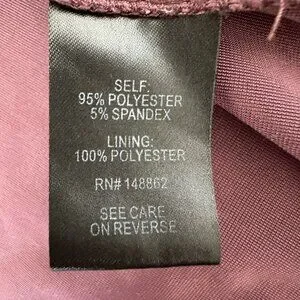 SELF:
95% POLYESTER
5% SPANDEX
LINING:
100% POLYESTER
RN# 148862
SEE CARE
ON REVERSE